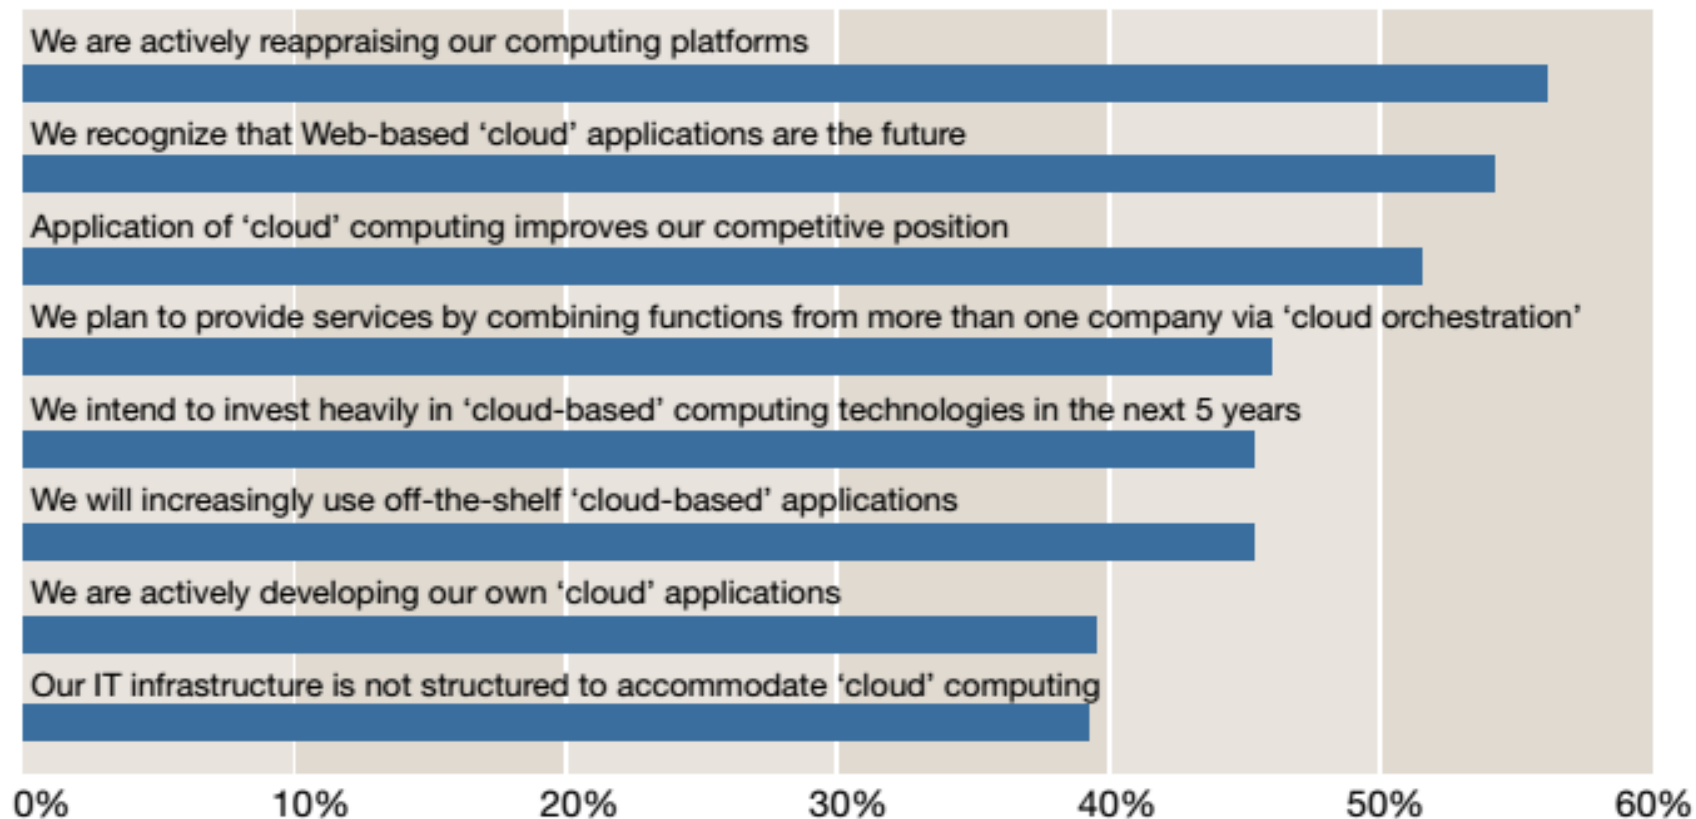 We are actively reappraising our computing platforms
We recognize that Web-based ‘cloud’ applications are the future
Application of ‘cloud’ computing improves our competitive position
We plan to provide services by combining functions from more than one company via ‘cloud orchestration’
We intend to invest heavily in ‘cloud-based’ computing technologies in the next 5 years
We will increasingly use off-the-shelf ‘cloud-based’ applications
We are actively developing our own ‘cloud’ applications
Our IT infrastructure is not structured to accommodate ‘cloud’ computing
0% 10% 20% 30% 40% 50% 60%